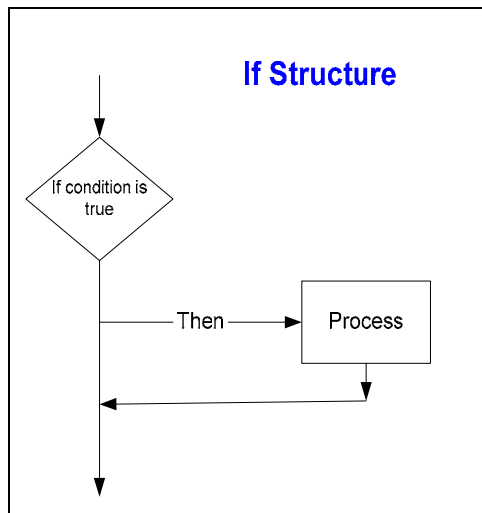 If Structure
If condition is
true
Then
Process